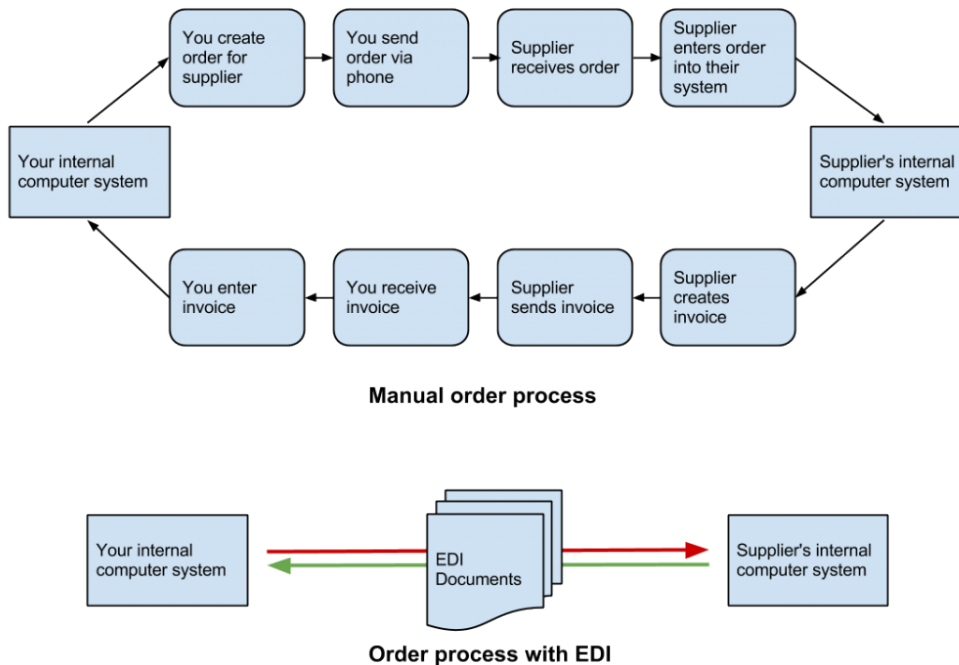 You create
order for
supplier
You send
order via
phone
Supplier
receives order
Supplier
enters order
into their
system
Your internal
computer system
Supplier's internal
computer system
You enter
invoice
You receive
invoice
Supplier
sends invoice
Supplier
creates
invoice
Manual order process
Your internal
computer system
EDI
Documents
Supplier's internal
computer system
Order process with EDI